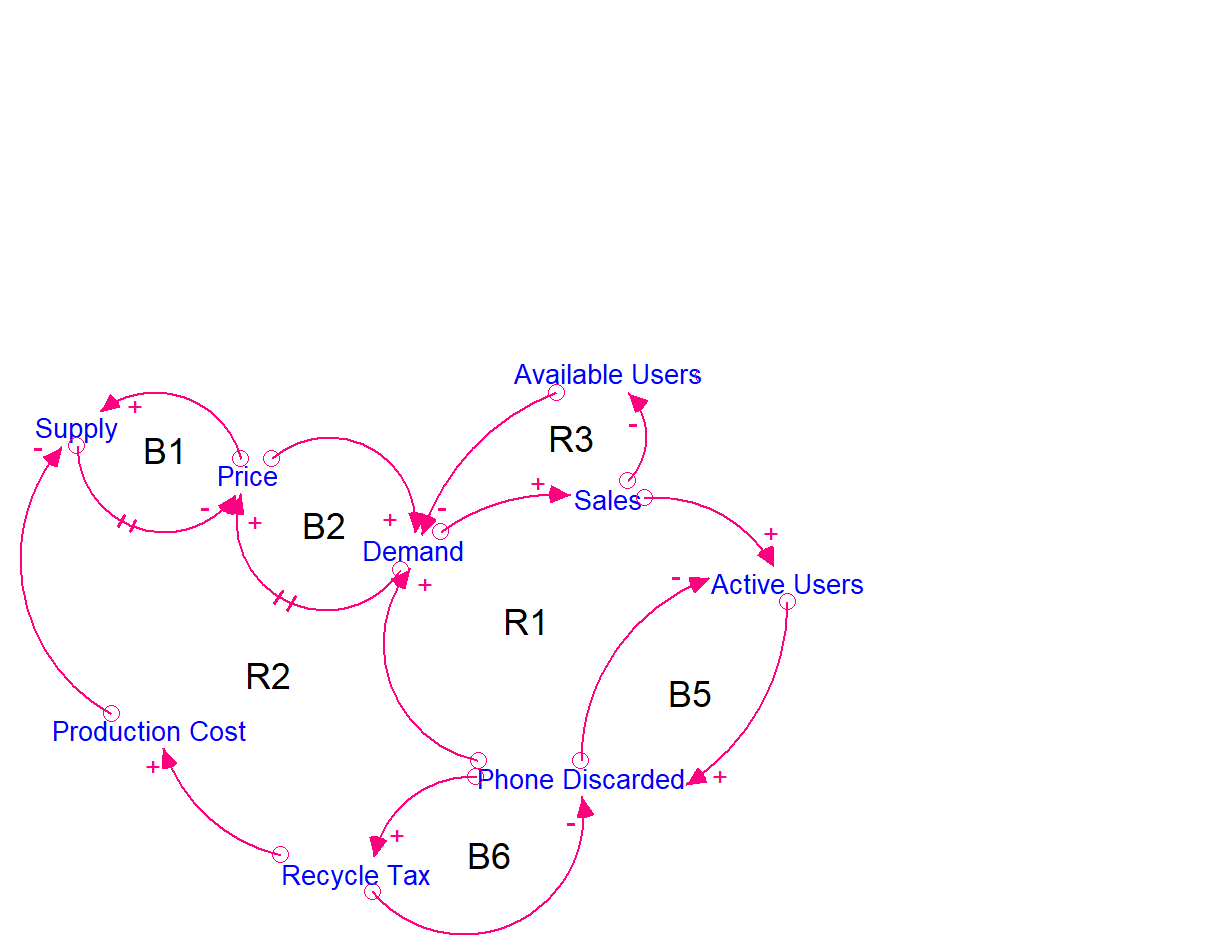 Available Users
+
-
Supply
B1
R3
-
Price
+
Sales
-
+
+
-
B2
Demand
+
+
-
Active Users
R1
R2
B5
Production Cost
+
Phone Discarded
+
+
-
B6
Recycle Tax